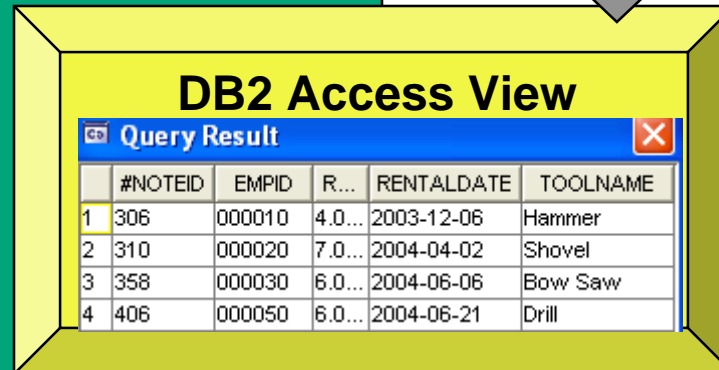 DB2 Access View
Query Result
#NOTEID EMPID R... RENTALDATE TOOLNAME
1 306 000010 4.0... 2003-12-06 Hammer
2 310 000020 7.0... 2004-04-02 Shovel
3 358 000030 6.0... 2004-06-06 Bow Saw
4 406 000050 6.0... 2004-06-21 Drill